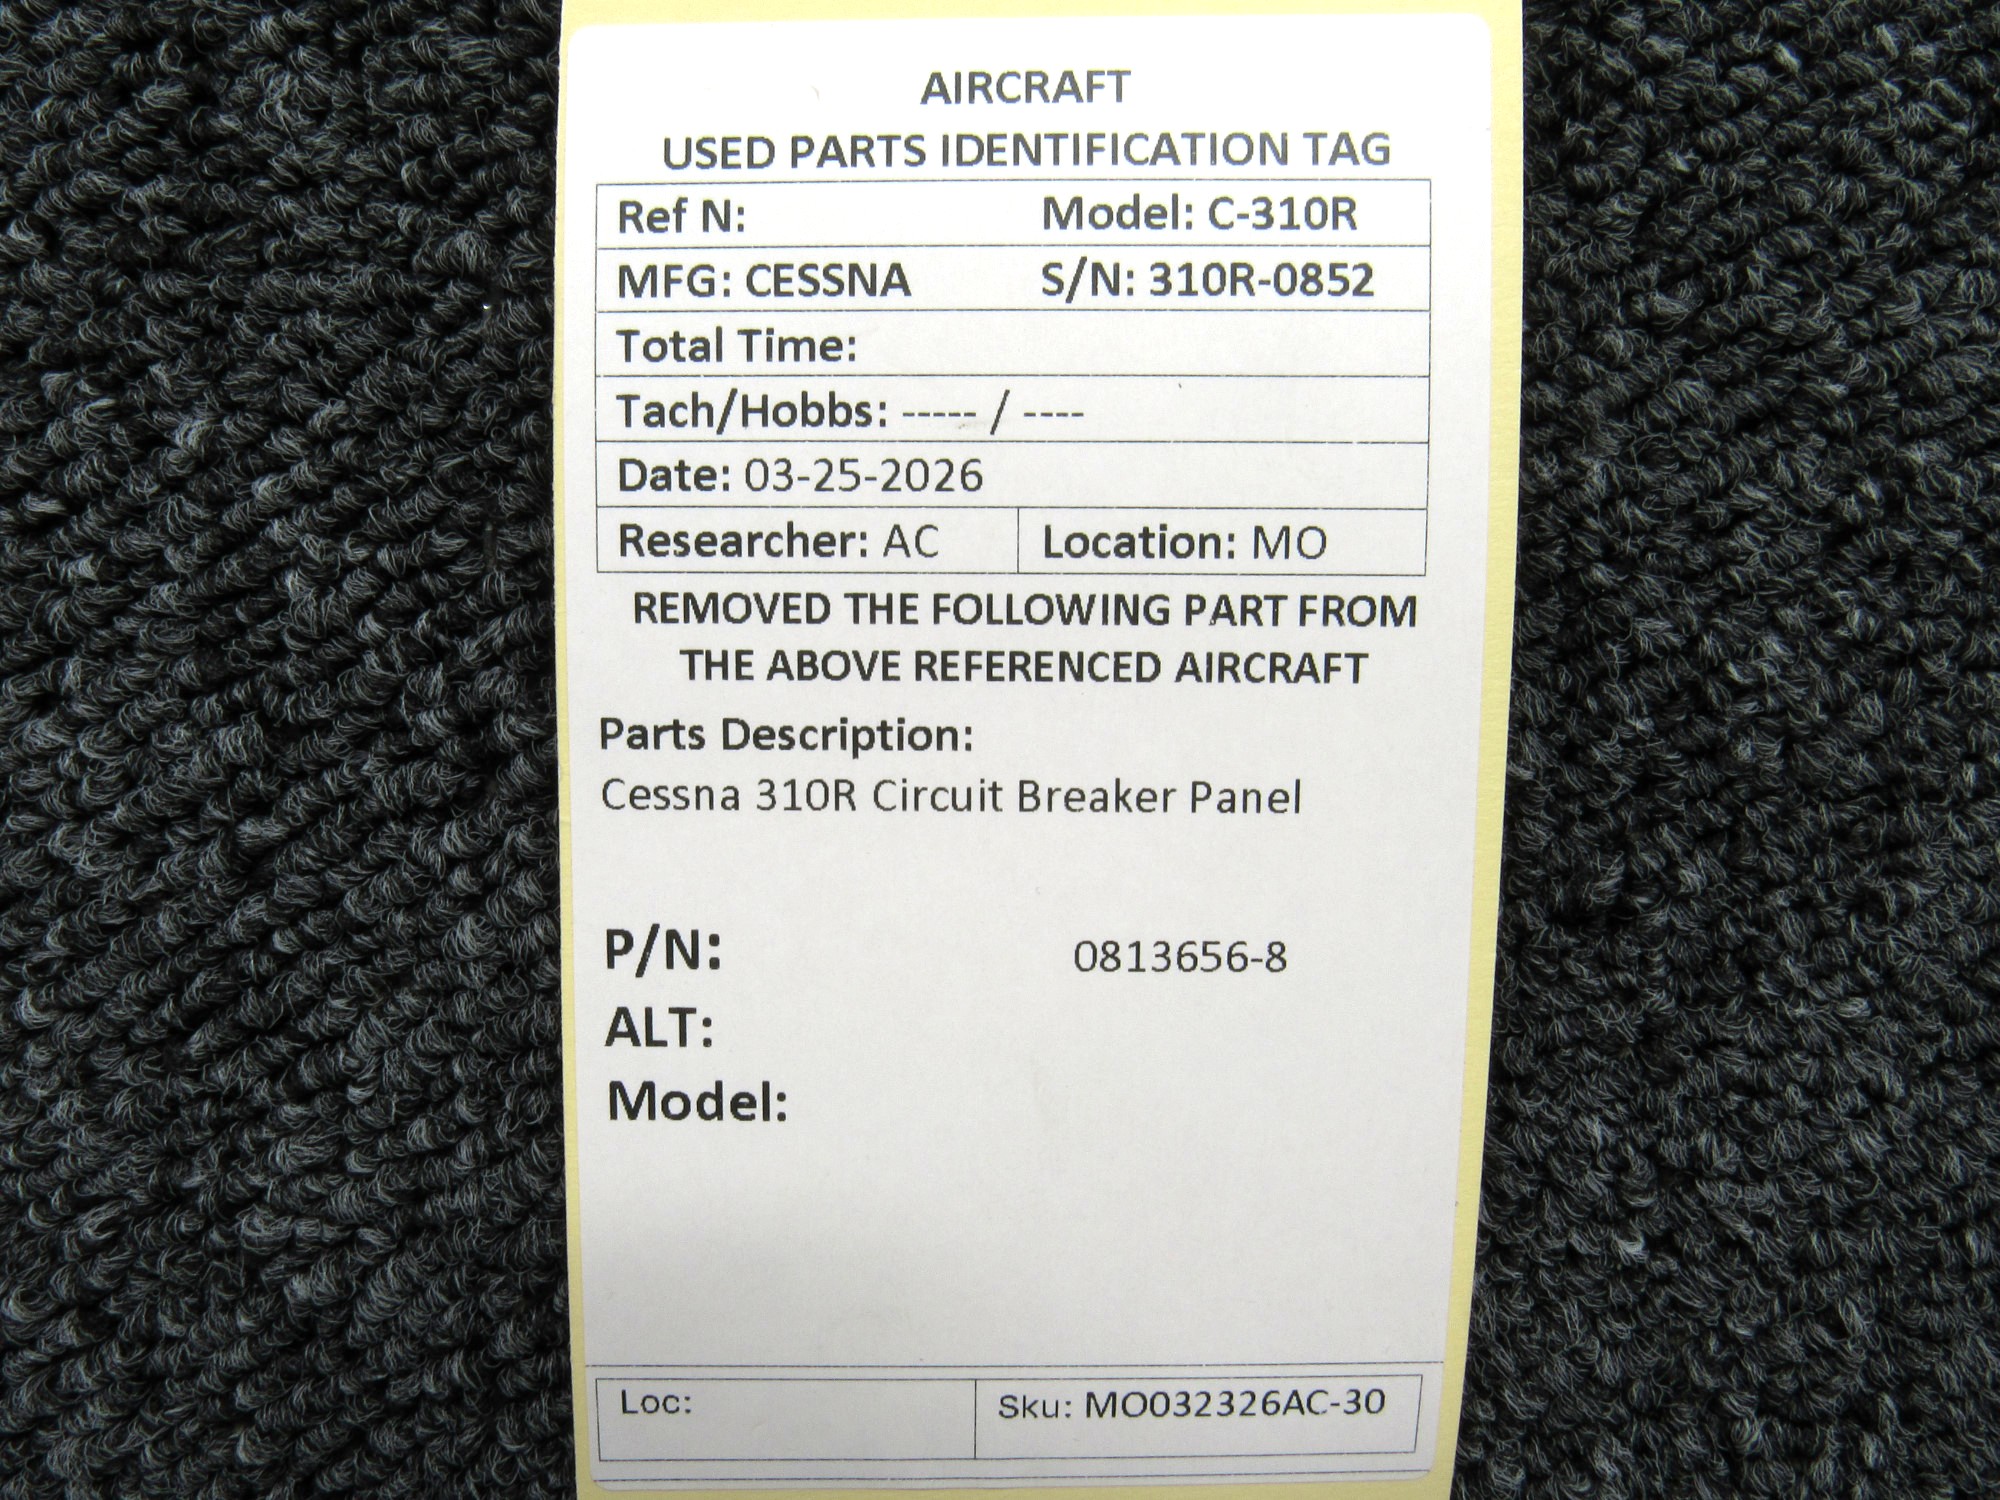 AIRCRAFT
USED PARTS IDENTIFICATION TAG
Ref N: Model: C-310R
MFG: CESSNA S/N: 310R-0852
Total Time:
Tach/Hobbs: ----- / ----
Date: 03-25-2026
Researcher: AC Location: MO
REMOVED THE FOLLOWING PART FROM
THE ABOVE REFERENCED AIRCRAFT
Parts Description:
Cessna 310R Circuit Breaker Panel
P/N: 0813656-8
ALT:
Model:
Loc: Sku: MO032326AC-30